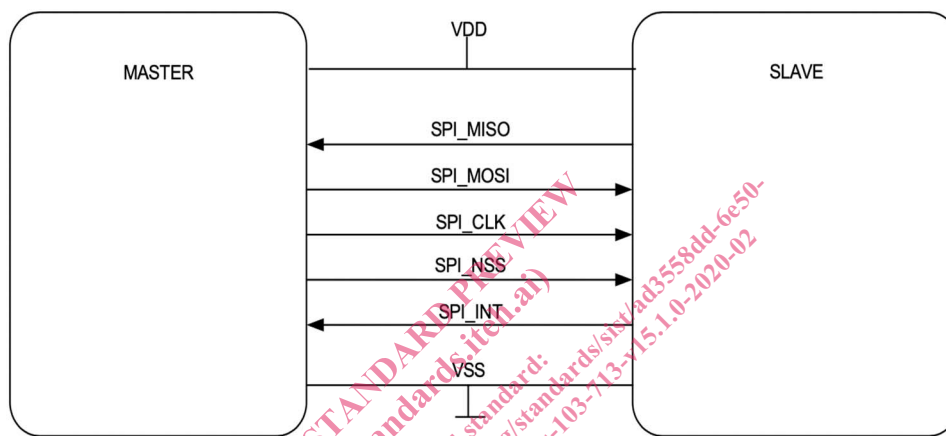 VDD
MASTER
SLAVE
SPI_MISO
SPI_MOSI
SPI_CLK
SPI_NSS
SPI_INT
VSS
STANDARD PREVIEW
andards.iteh.ai)
standard:
g/standards/sist/ad3558dd-6e50-
-103-713-v15.1.0-2020-02